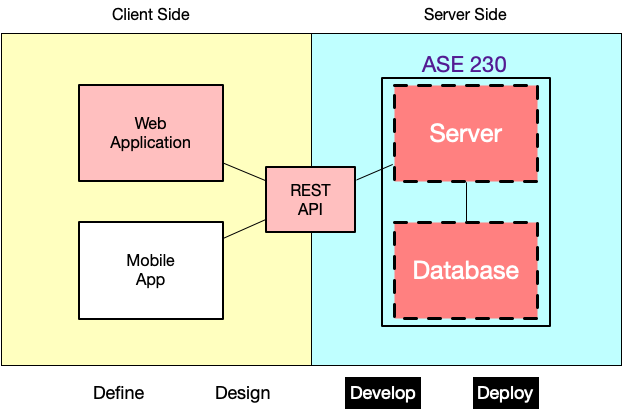 Client Side
Server Side
ASE 230
Web
Application
Server
REST
API
Mobile
App
Database
Define
Design
Develop
Deploy